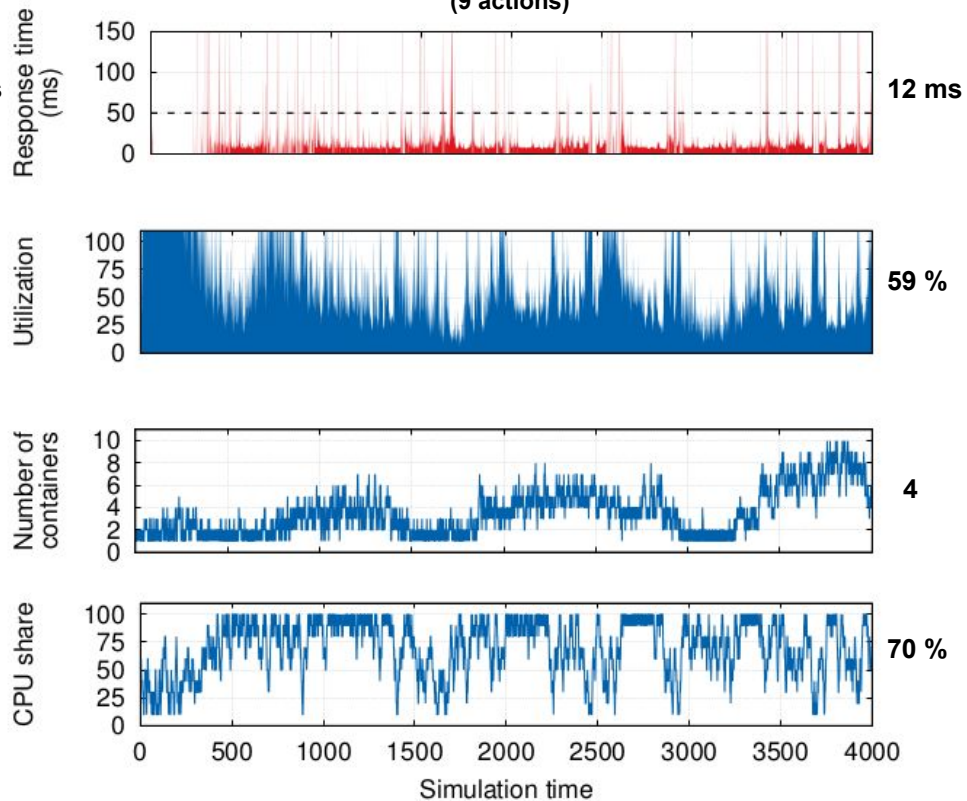 (9 actions)
Response time
(ms)
150
100
50
0
12 ms
Utilization
100
75
50
25
0
59 %
Number of
containers
10
8
6
4
2
0
4
CPU share
100
75
50
25
0
70 %
0 500 1000 1500 2000 2500 3000 3500 4000
Simulation time